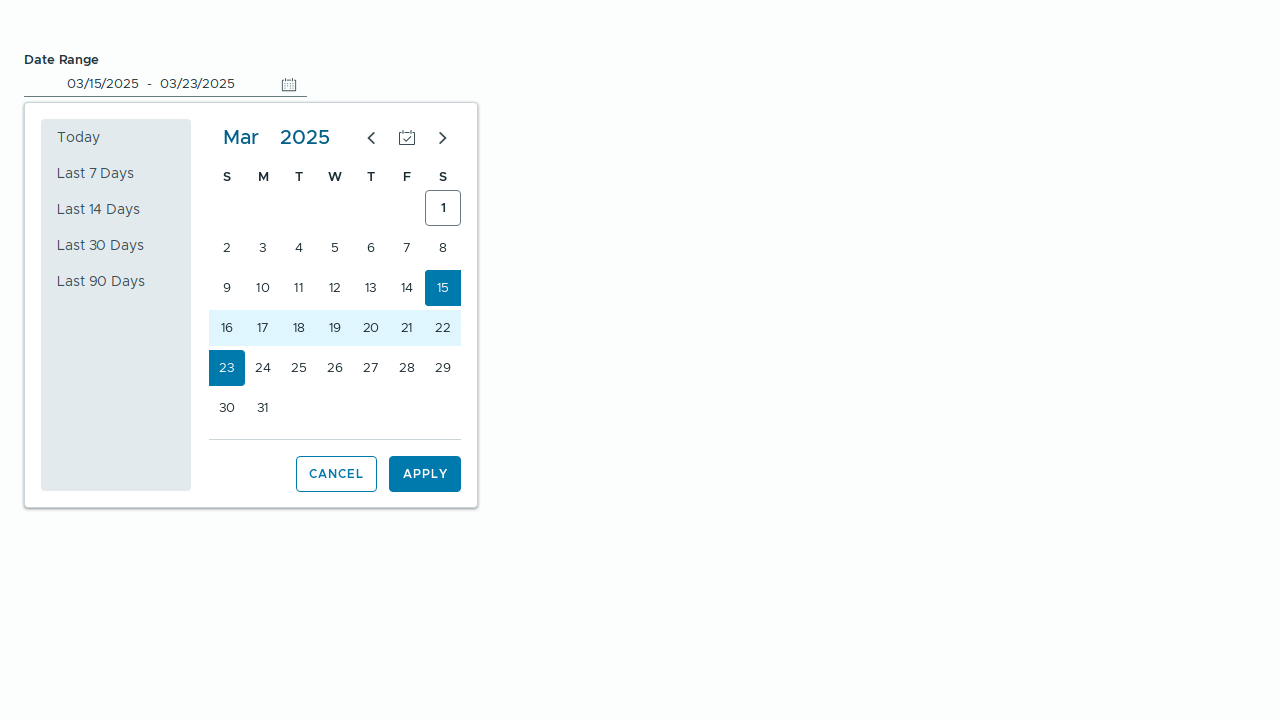 Date Range
03/15/2025 - 03/23/2025
Today
Last 7 Days
Last 14 Days
Last 30 Days
Last 90 Days
Mar 2025
S M T W T F S
1
2 3 4 5 6 7 8
9 10 11 12 13 14 15
16 17 18 19 20 21 22
23 24 25 26 27 28 29
30 31
CANCEL APPLY